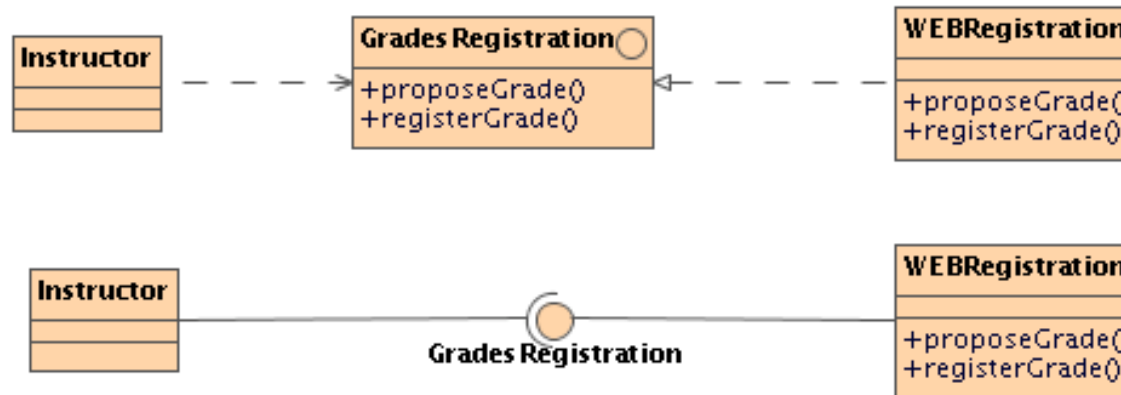 Instructor
Grades Registration
+proposeGrade()
+registerGrade()
WEBRegistration
+proposeGrade()
+registerGrade()
Instructor
Grades Registration
WEBRegistration
+proposeGrade()
+registerGrade()